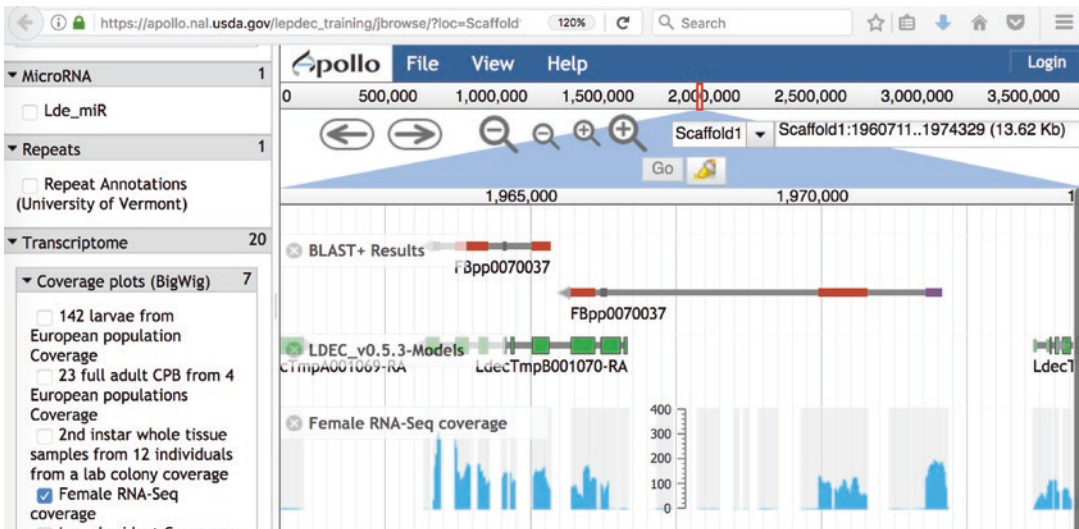 https://apollo.nal.usda.gov/lepdec_training/jbrowse/?loc=Scaffold
120%
Search
MicroRNA 1
Lde_miR
Repeats 1
Repeat Annotations
(University of Vermont)
Transcriptome 20
Coverage plots (BigWig) 7
142 larvae from
European population
Coverage
23 full adult CPB from 4
European populations
Coverage
2nd instar whole tissue
samples from 12 individuals
from a lab colony coverage
Female RNA-Seq
coverage
Apollo File View Help Login
0 500,000 1,000,000 1,500,000 2,000,000 2,500,000 3,000,000 3,500,000
Scaffold1 Scaffold1:1960711..1974329 (13.62 Kb)
Go
1,965,000 1,970,000 1
BLAST+ Results
FBpp0070037
FBpp0070037
LDEC_v0.5.3-Models
cTmpA001069-RA LdecTmpB001070-RA LdecT
Female RNA-Seq coverage
400
300
200
100
0